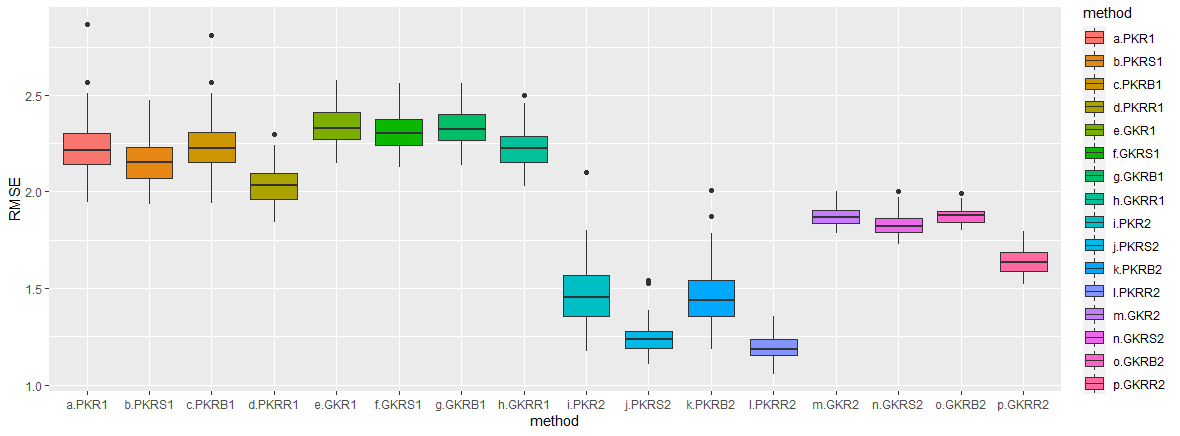 RMSE
2.5
2.0
1.5
1.0
a.PKR1 b.PKRS1 c.PKRB1 d.PKRR1 e.GKR1 f.GKRS1 g.GKRB1 h.GKRR1 i.PKR2 j.PKRS2 k.PKRB2 l.PKRR2 m.GKR2 n.GKRS2 o.GKRB2 p.GKRR2
method
method
a.PKR1
b.PKRS1
c.PKRB1
d.PKRR1
e.GKR1
f.GKRS1
g.GKRB1
h.GKRR1
i.PKR2
j.PKRS2
k.PKRB2
l.PKRR2
m.GKR2
n.GKRS2
o.GKRB2
p.GKRR2